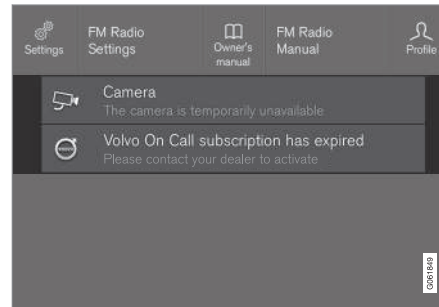 FM Radio
Settings
Settings
Owner's
manual
FM Radio
Manual
Profile
Camera
The camera is temporarily unavailable
Volvo On Call subscription has expired
Please contact your dealer to activate
G061849